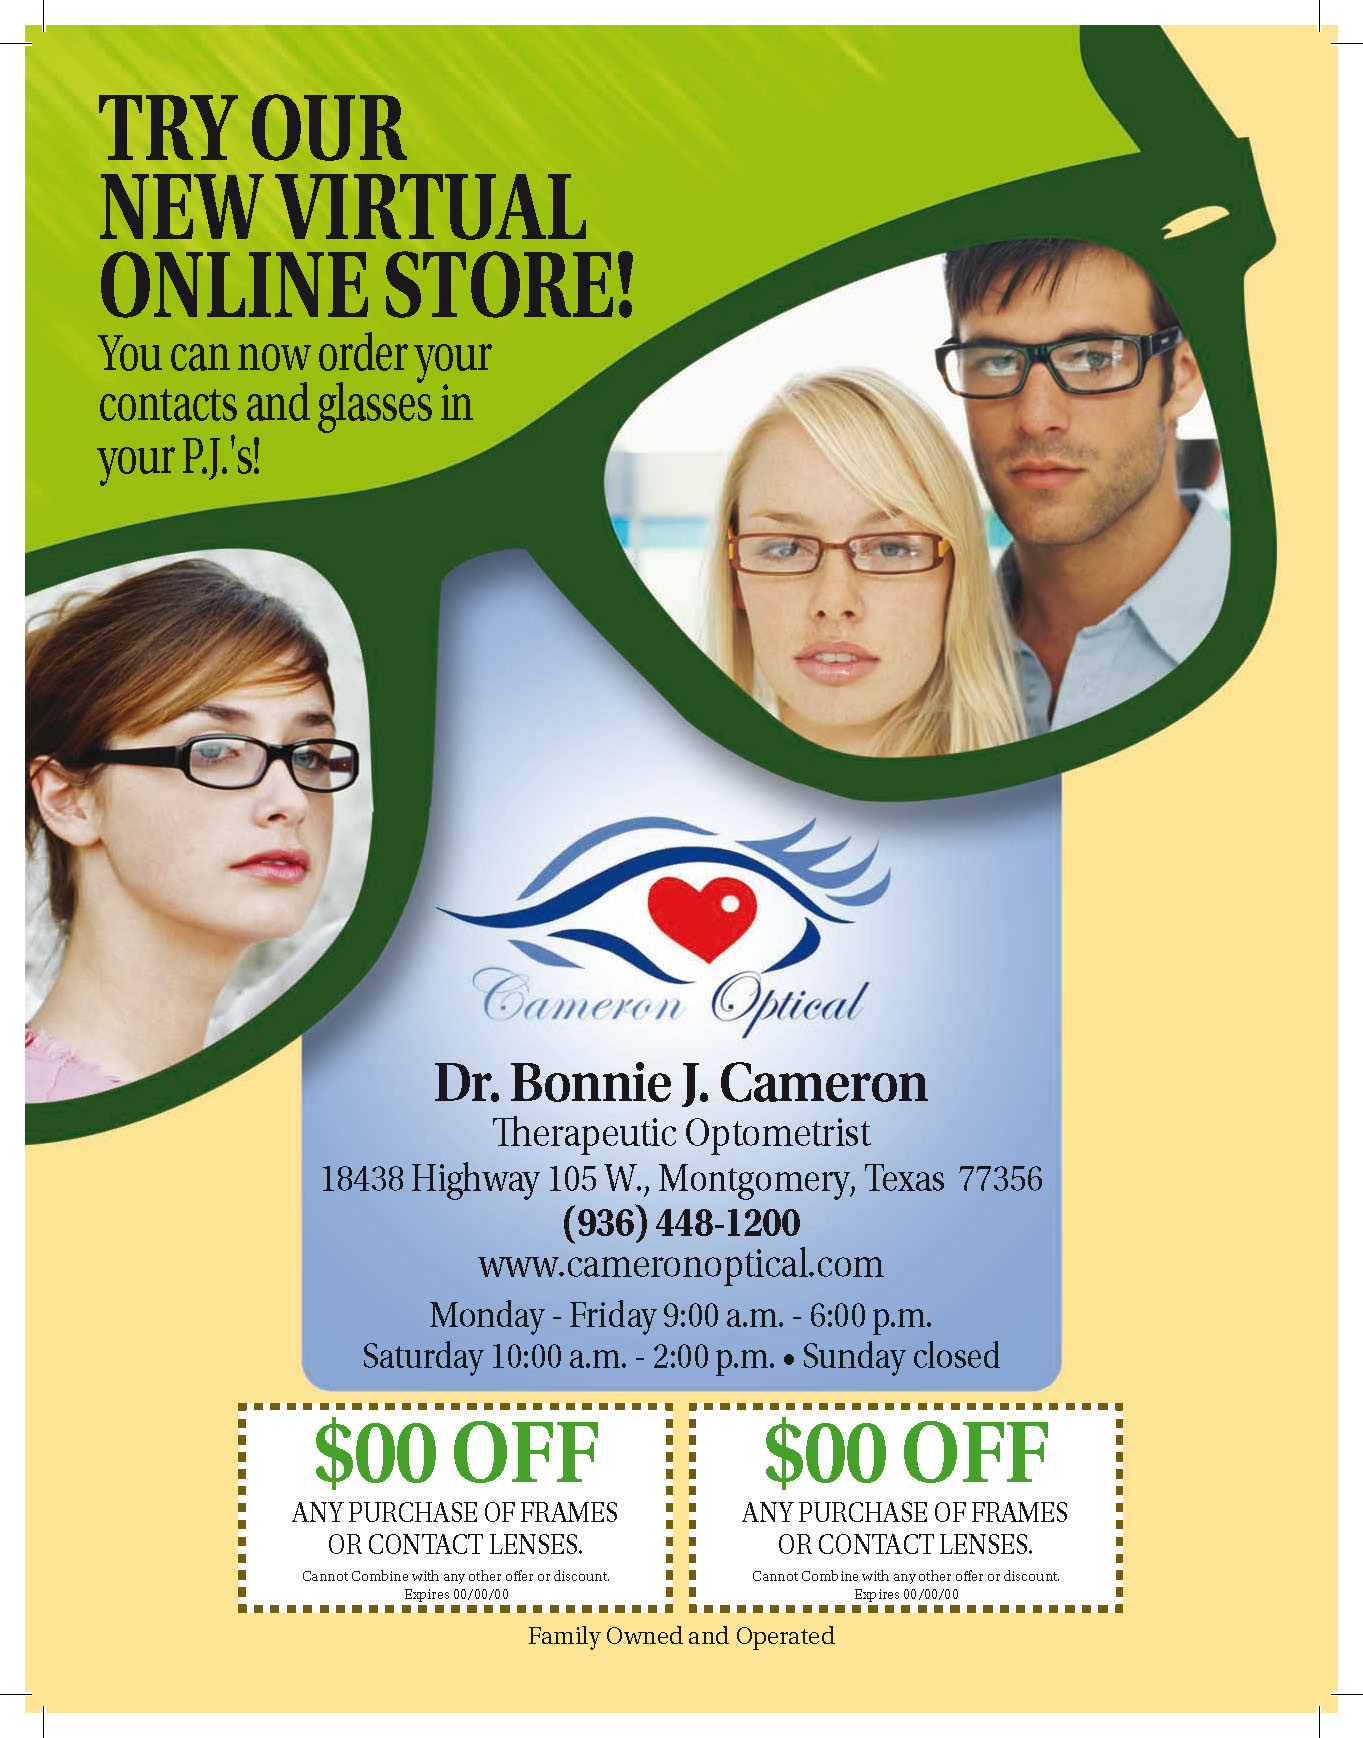 TRY OUR
NEW VIRTUAL
ONLINE STORE!
You can now order your
contacts and glasses in
your P.J.'s!
Cameron Optical
Dr. Bonnie J. Cameron
Therapeutic Optometrist
18438 Highway 105 W., Montgomery, Texas 77356
(936) 448-1200
www.cameronoptical.com
Monday - Friday 9:00 a.m. - 6:00 p.m.
Saturday 10:00 a.m. - 2:00 p.m. • Sunday closed
$00 OFF
ANY PURCHASE OF FRAMES
OR CONTACT LENSES.
Cannot Combine with any other offer or discount.
Expires 00/00/00
$00 OFF
ANY PURCHASE OF FRAMES
OR CONTACT LENSES.
Cannot Combine with any other offer or discount.
Expires 00/00/00
Family Owned and Operated